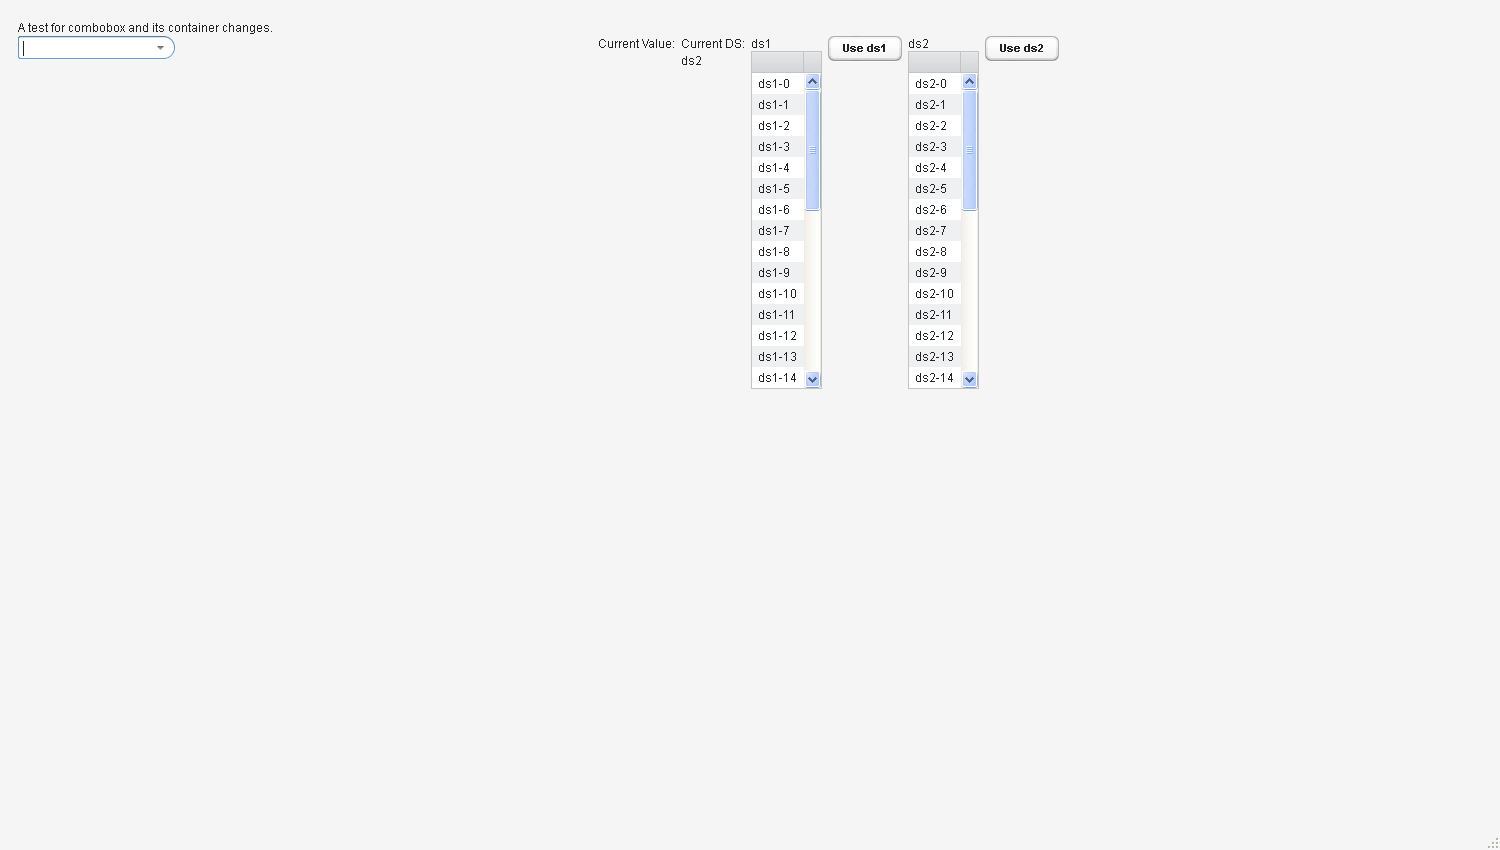 A test for combobox and its container changes.
Current Value:
Current DS:
ds2
ds1
ds1-0
ds1-1
ds1-2
ds1-3
ds1-4
ds1-5
ds1-6
ds1-7
ds1-8
ds1-9
ds1-10
ds1-11
ds1-12
ds1-13
ds1-14
Use ds1
ds2
ds2-0
ds2-1
ds2-2
ds2-3
ds2-4
ds2-5
ds2-6
ds2-7
ds2-8
ds2-9
ds2-10
ds2-11
ds2-12
ds2-13
ds2-14
Use ds2